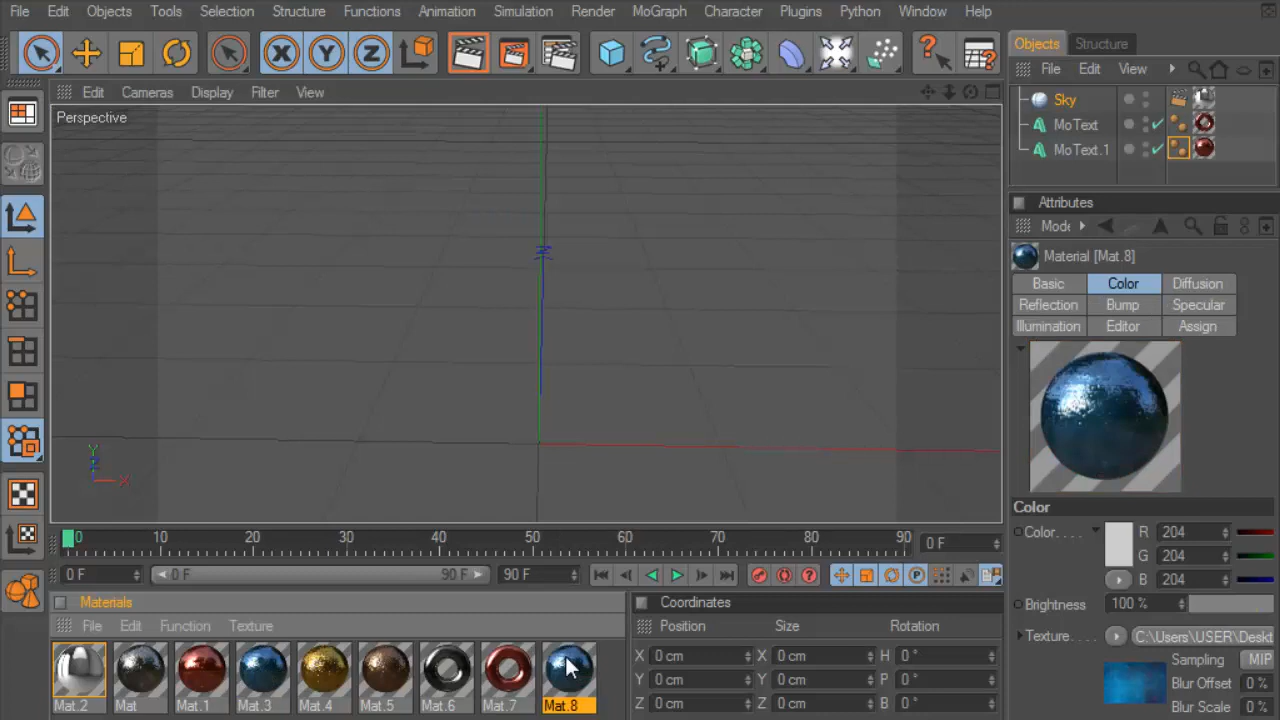 File Edit Objects Tools Selection Structure Functions Animation Simulation Render MoGraph Character Plugins Python Window Help
X Y Z
Objects Structure
File Edit View
Sky
MoText
MoText.1
Edit Cameras Display Filter View
Perspective
Y
Z
X
Attributes
Mode
Material [Mat.8]
Basic Color Diffusion
Reflection Bump Specular
Illumination Editor Assign
Color
Color.... R 204
G 204
B 204
Brightness 100 %
Texture.... C:\Users\USER\Deskt
Sampling MIP
Blur Offset 0 %
Blur Scale 0 %
0 10 20 30 40 50 60 70 80 90 0 F
0 F 0 F 90 F 90 F
Materials
File Edit Function Texture
Mat.2 Mat Mat.1 Mat.3 Mat.4 Mat.5 Mat.6 Mat.7 Mat.8
Coordinates
Position Size Rotation
X 0 cm X 0 cm H 0 °
Y 0 cm Y 0 cm P 0 °
Z 0 cm Z 0 cm B 0 °